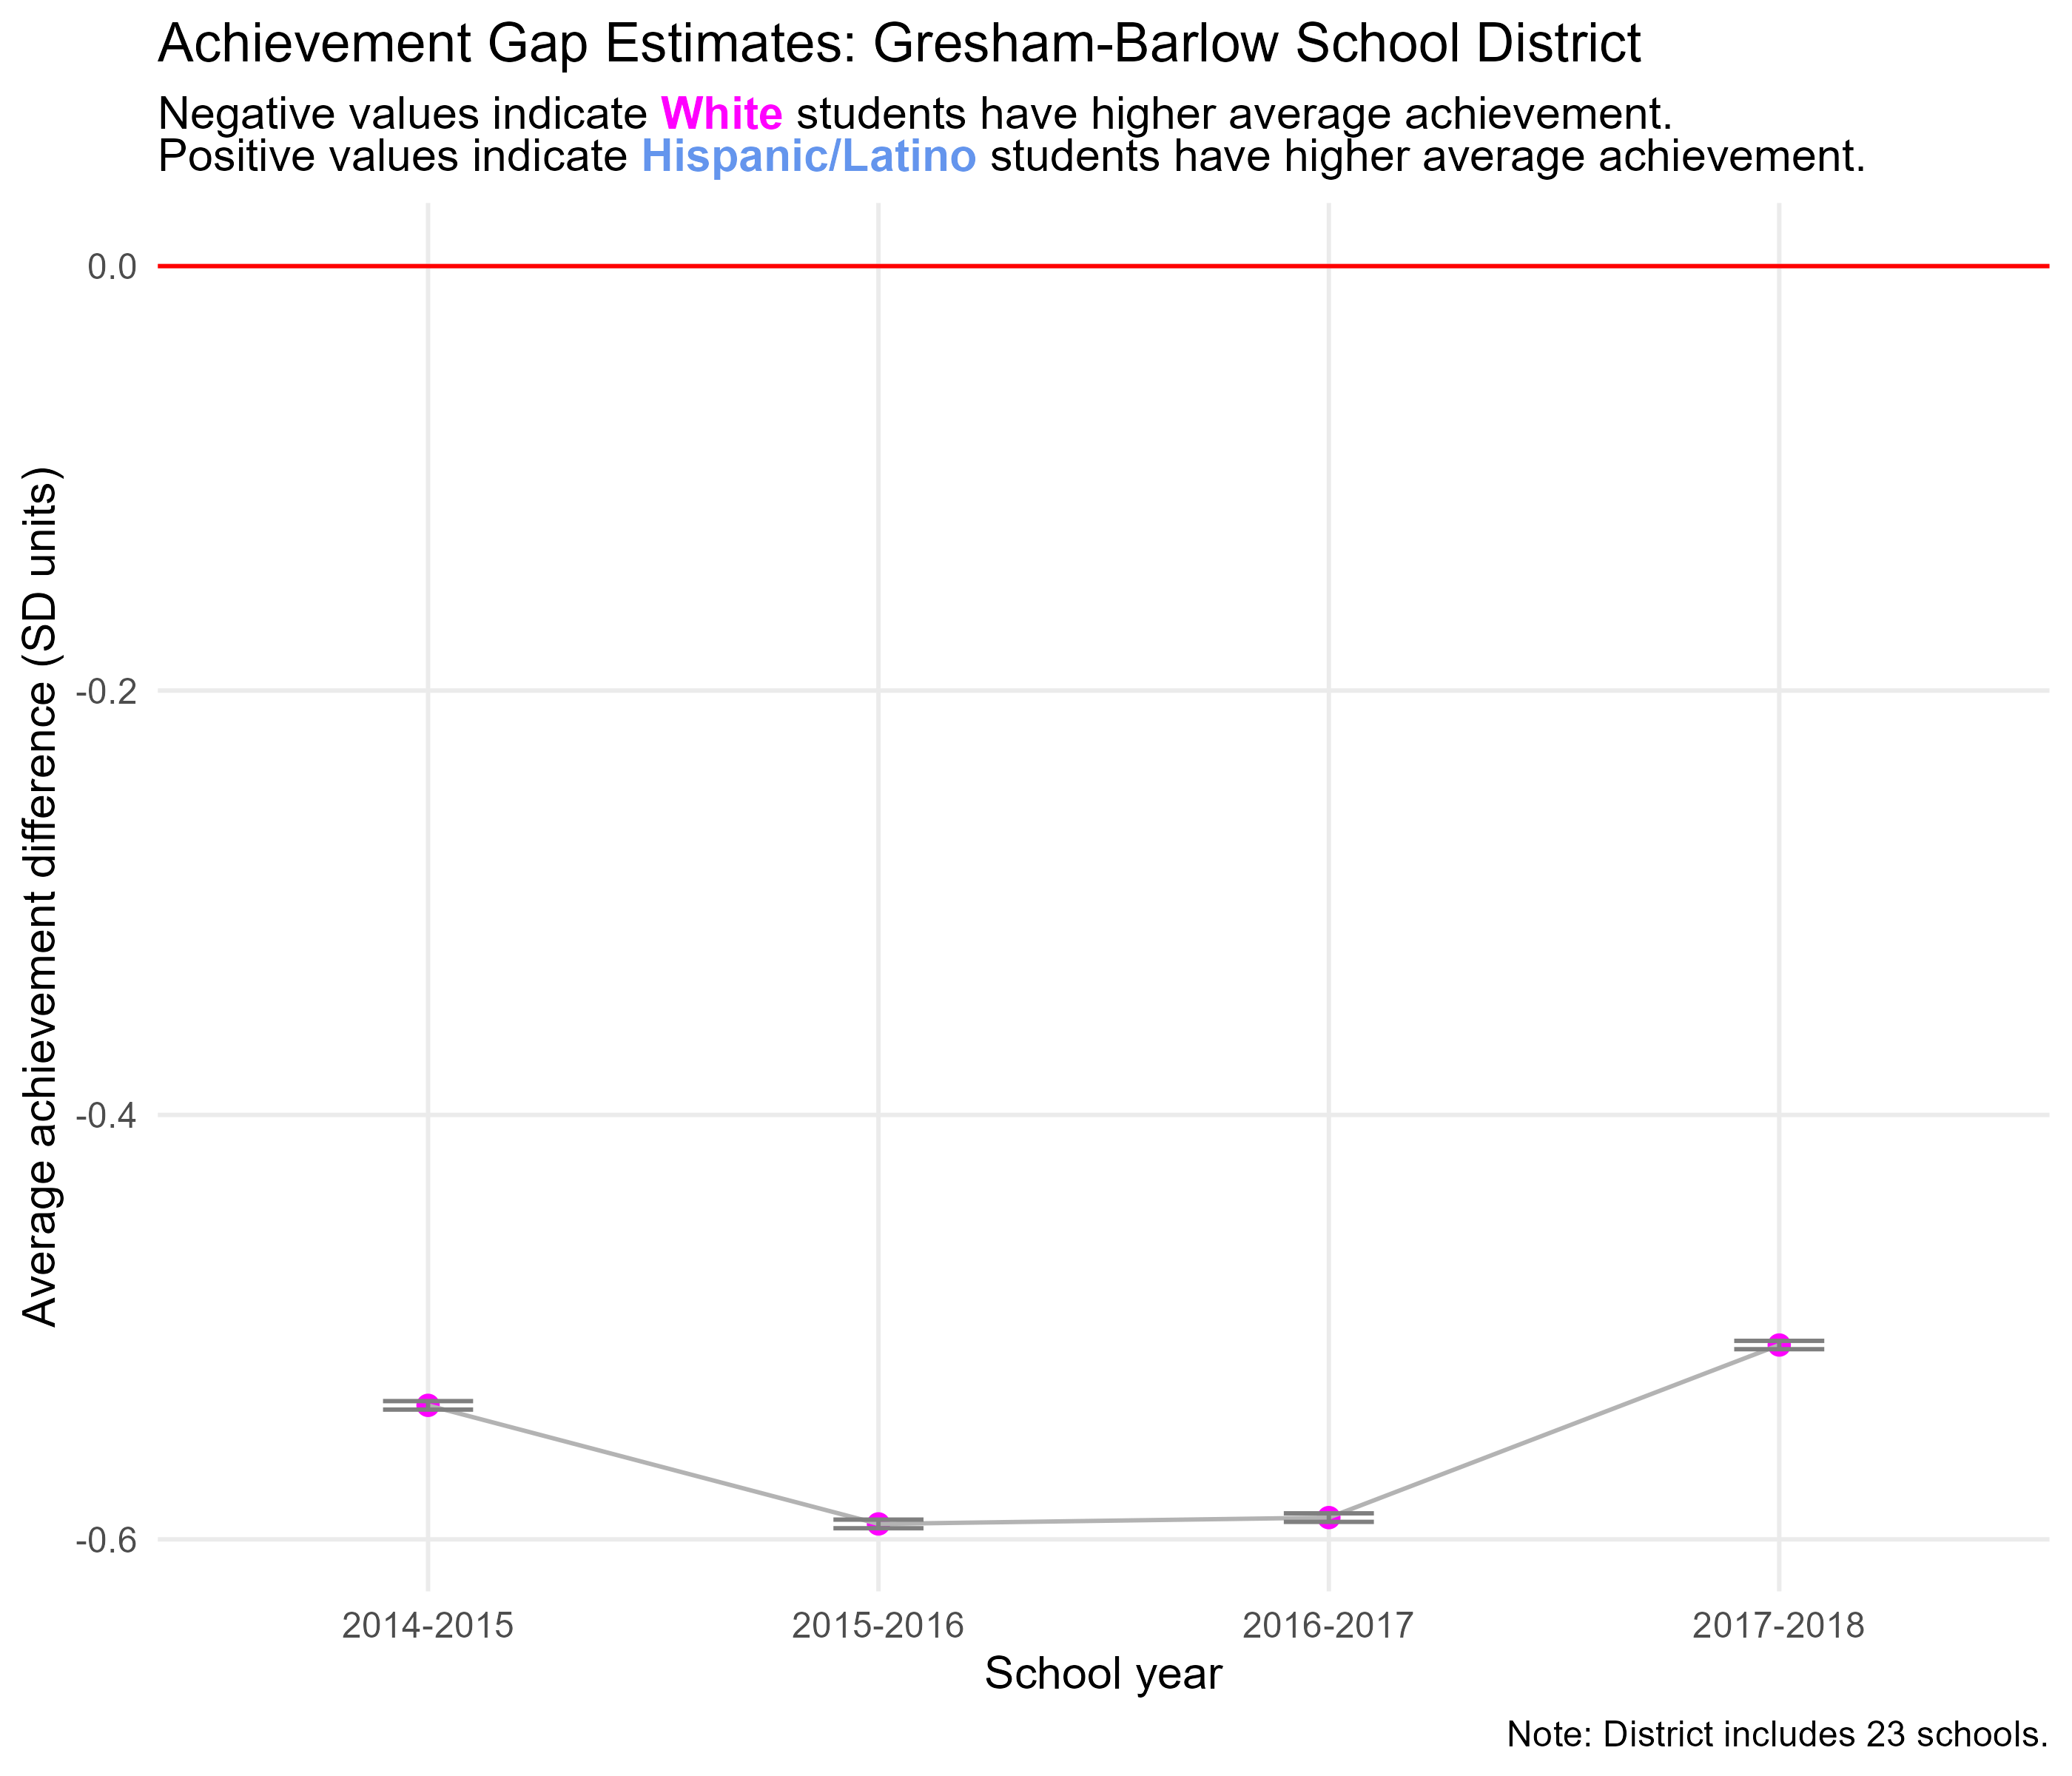 Achievement Gap Estimates: Gresham-Barlow School District
Negative values indicate White students have higher average achievement.
Positive values indicate Hispanic/Latino students have higher average achievement.
Average achievement difference (SD units)
0.0
-0.2
-0.4
-0.6
2014-2015
2015-2016
2016-2017
2017-2018
School year
Note: District includes 23 schools.